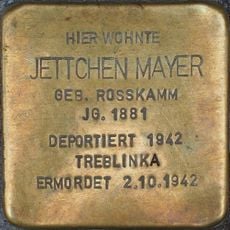 HIER WOHNTE
JETTCHEN MAYER
GEB. ROSSKAMM
JG. 1881
DEPORTIERT 1942
TREBLINKA
ERMORDET 2.10.1942